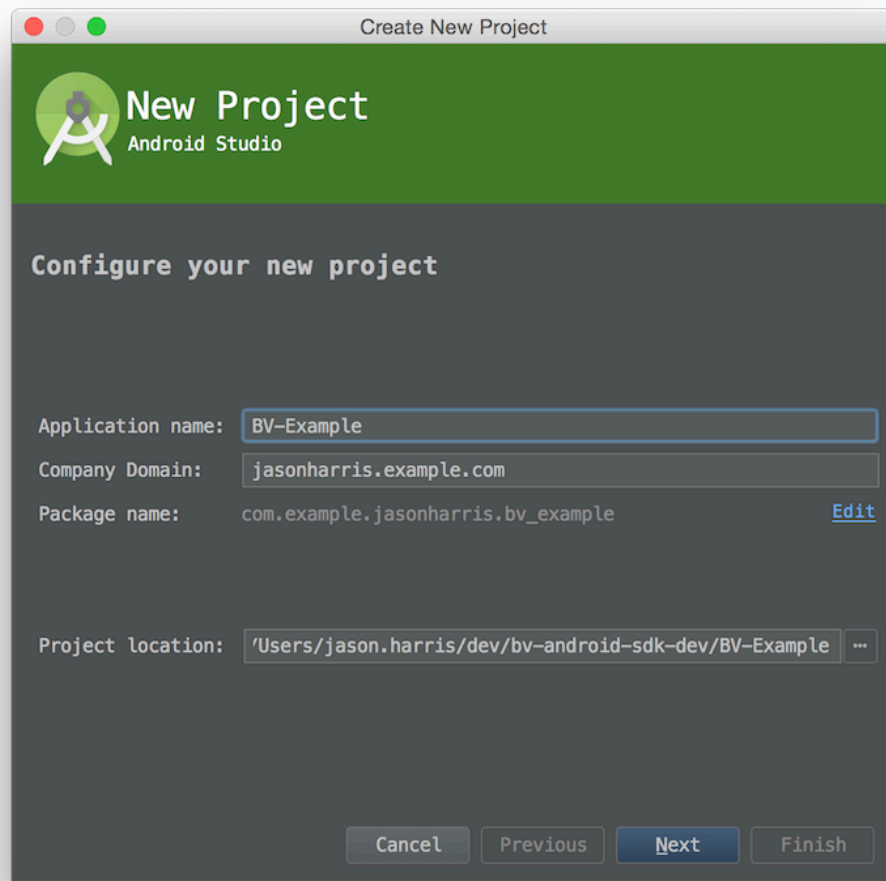 Create New Project
New Project
Android Studio
Configure your new project
Application name: BV-Example
Company Domain: jasonharris.example.com
Package name: com.example.jasonharris.bv_example Edit
Project location: 'Users/jason.harris/dev/bv-android-sdk-dev/BV-Example …
Cancel Previous Next Finish